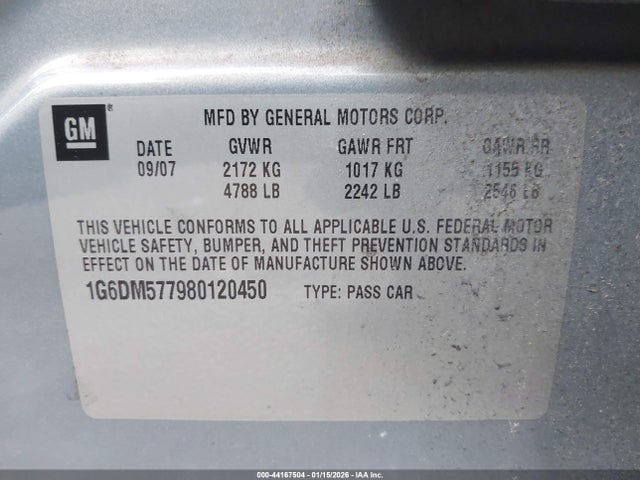 GM ®
MFD BY GENERAL MOTORS CORP.
DATE GVWR GAWR FRT GAWR RR
09/07 2172 KG 1017 KG 1155 KG
4788 LB 2242 LB 2546 LB
THIS VEHICLE CONFORMS TO ALL APPLICABLE U.S. FEDERAL MOTOR
VEHICLE SAFETY, BUMPER, AND THEFT PREVENTION STANDARDS IN
EFFECT ON THE DATE OF MANUFACTURE SHOWN ABOVE.
1G6DM577980120450 TYPE: PASS CAR
000-44167504 - 01/15/2026 - IAA Inc.